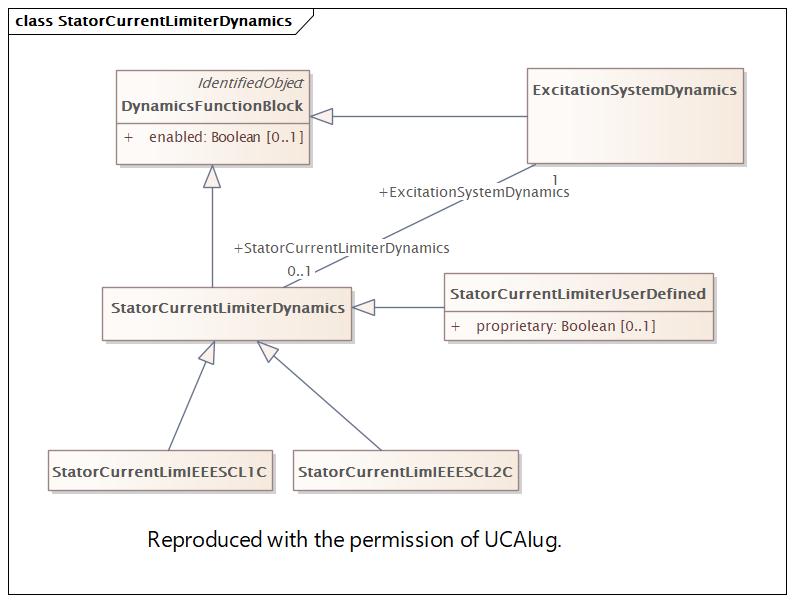 class StatorCurrentLimiterDynamics
IdentifiedObject
DynamicsFunctionBlock
+ enabled: Boolean [0..1]
ExcitationSystemDynamics
1
+ExcitationSystemDynamics
+StatorCurrentLimiterDynamics
0..1
StatorCurrentLimiterDynamics
StatorCurrentLimiterUserDefined
+ proprietary: Boolean [0..1]
StatorCurrentLimIEEESCL1C
StatorCurrentLimIEEESCL2C
Reproduced with the permission of UCAIug.